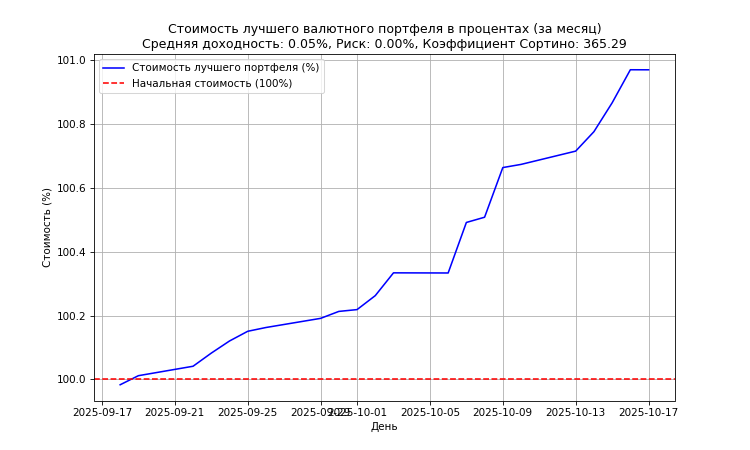 Стоимость лучшего валютного портфеля в процентах (за месяц)
Средняя доходность: 0.05%, Риск: 0.00%, Коэффициент Сортино: 365.29
Стоимость лучшего портфеля (%)
Начальная стоимость (100%)
Стоимость (%)
101.0
100.8
100.6
100.4
100.2
100.0
2025-09-17
2025-09-21
2025-09-25
2025-09-29
2025-10-01
2025-10-05
2025-10-09
2025-10-13
2025-10-17
День